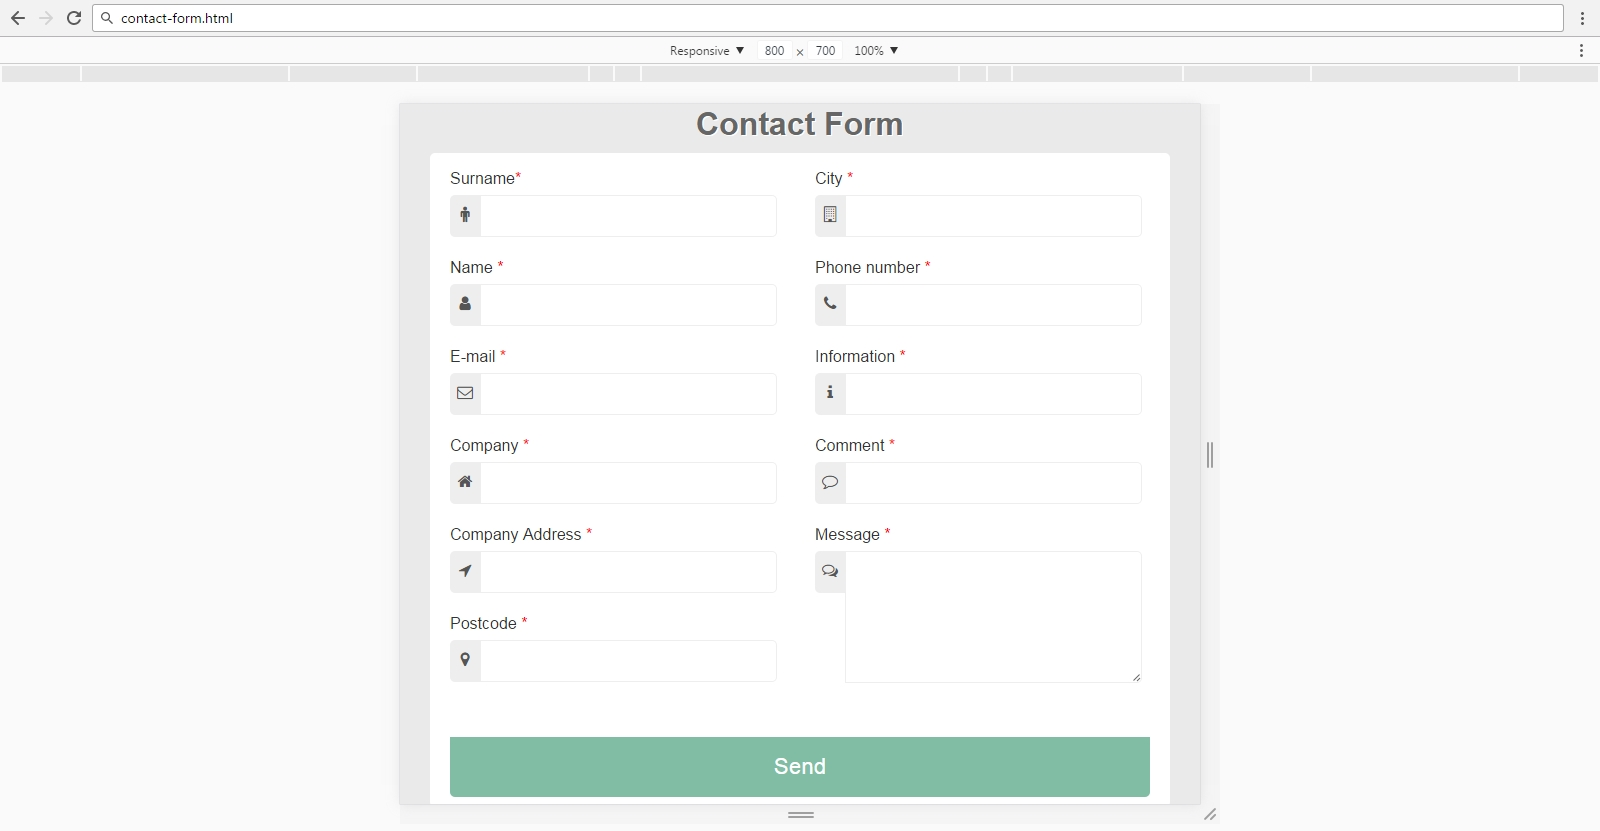 contact-form.html
Responsive ▼ 800 × 700 100% ▼
Contact Form
Surname*
City *
Name *
Phone number *
E-mail *
Information *
Company *
Comment *
Company Address *
Message *
Postcode *
Send